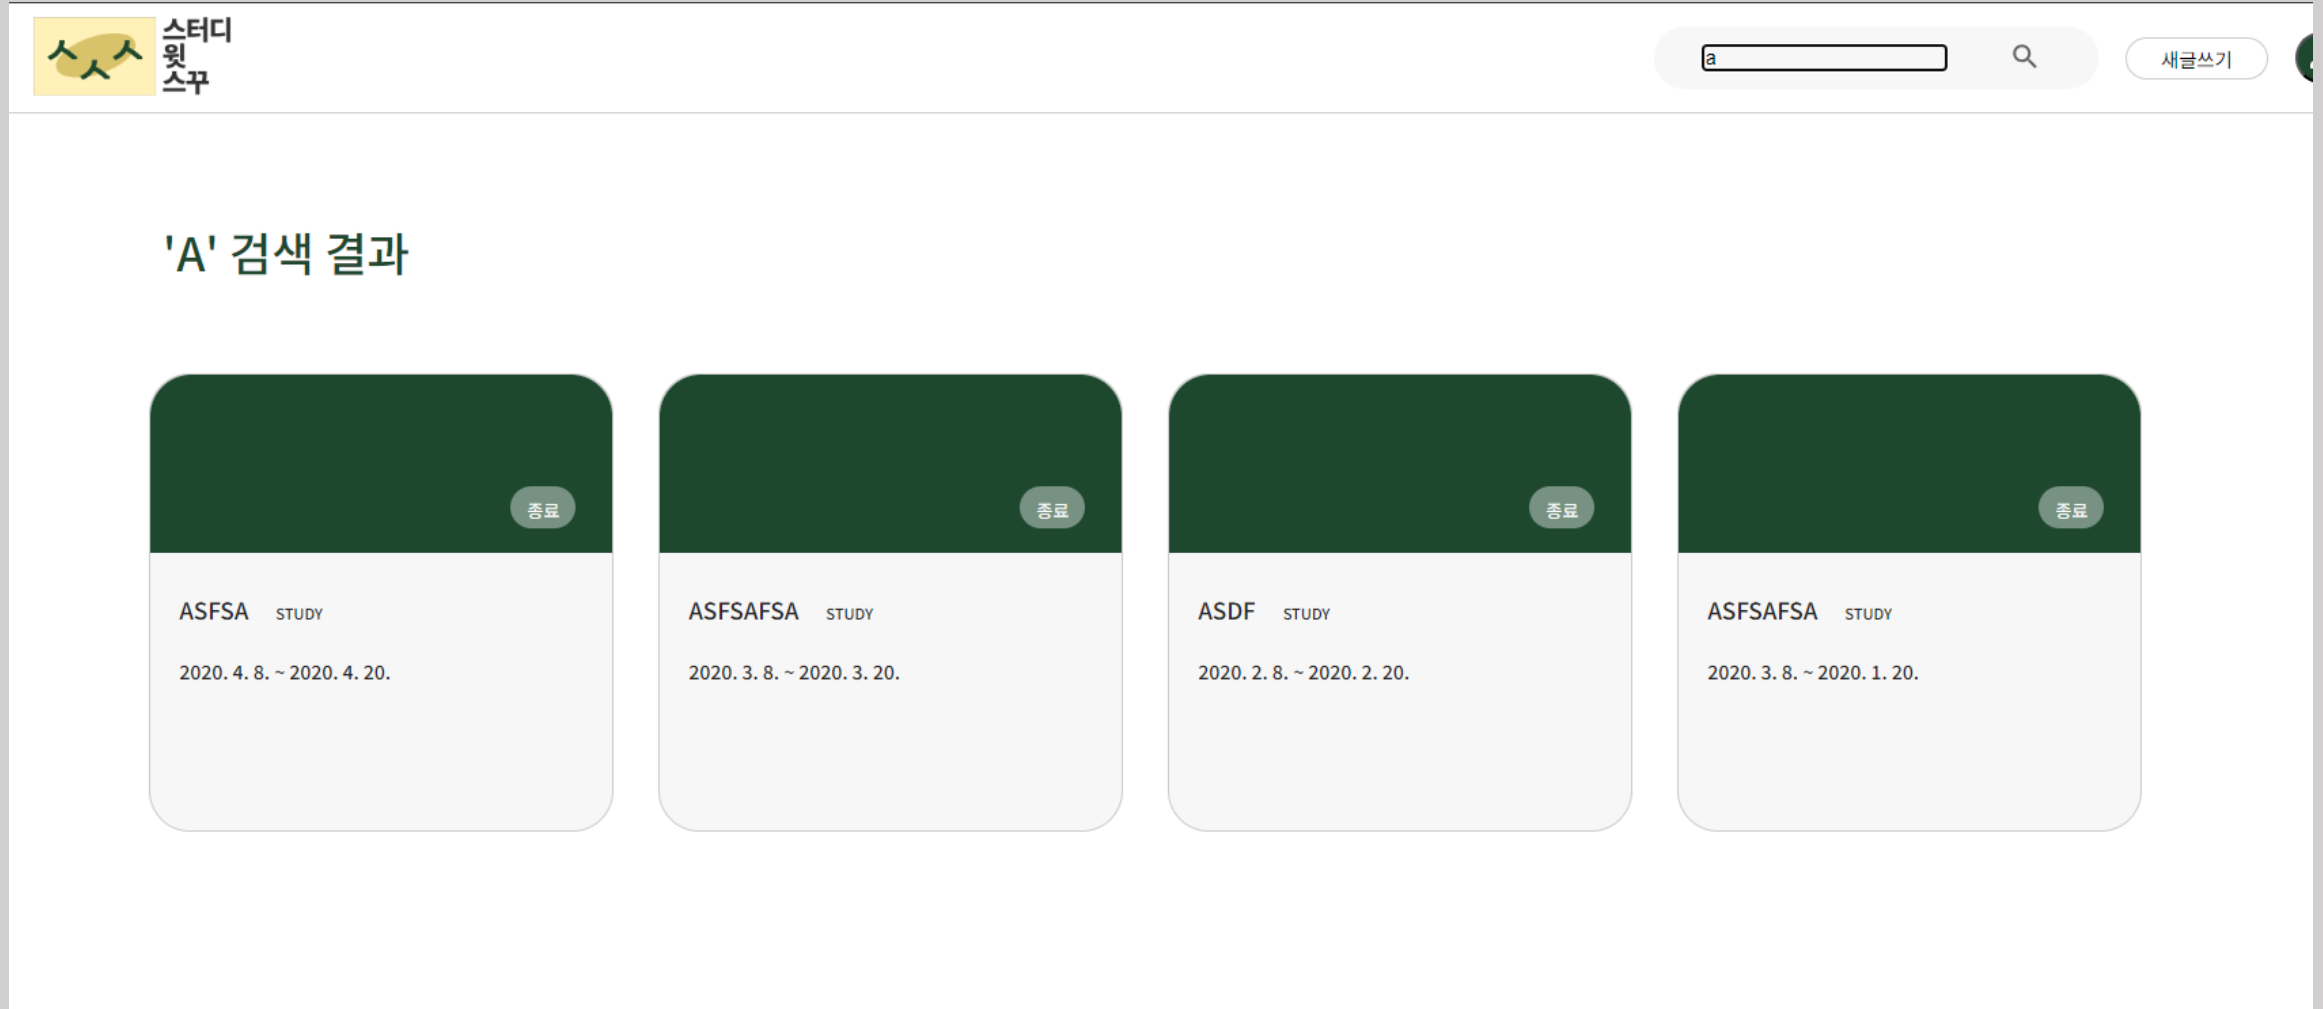 스터디
윗
스꾸
a
새글쓰기
'A' 검색 결과
종료
종료
종료
종료
ASFSA STUDY
2020. 4. 8. ~ 2020. 4. 20.
ASFSAFSA STUDY
2020. 3. 8. ~ 2020. 3. 20.
ASDF STUDY
2020. 2. 8. ~ 2020. 2. 20.
ASFSAFSA STUDY
2020. 3. 8. ~ 2020. 1. 20.